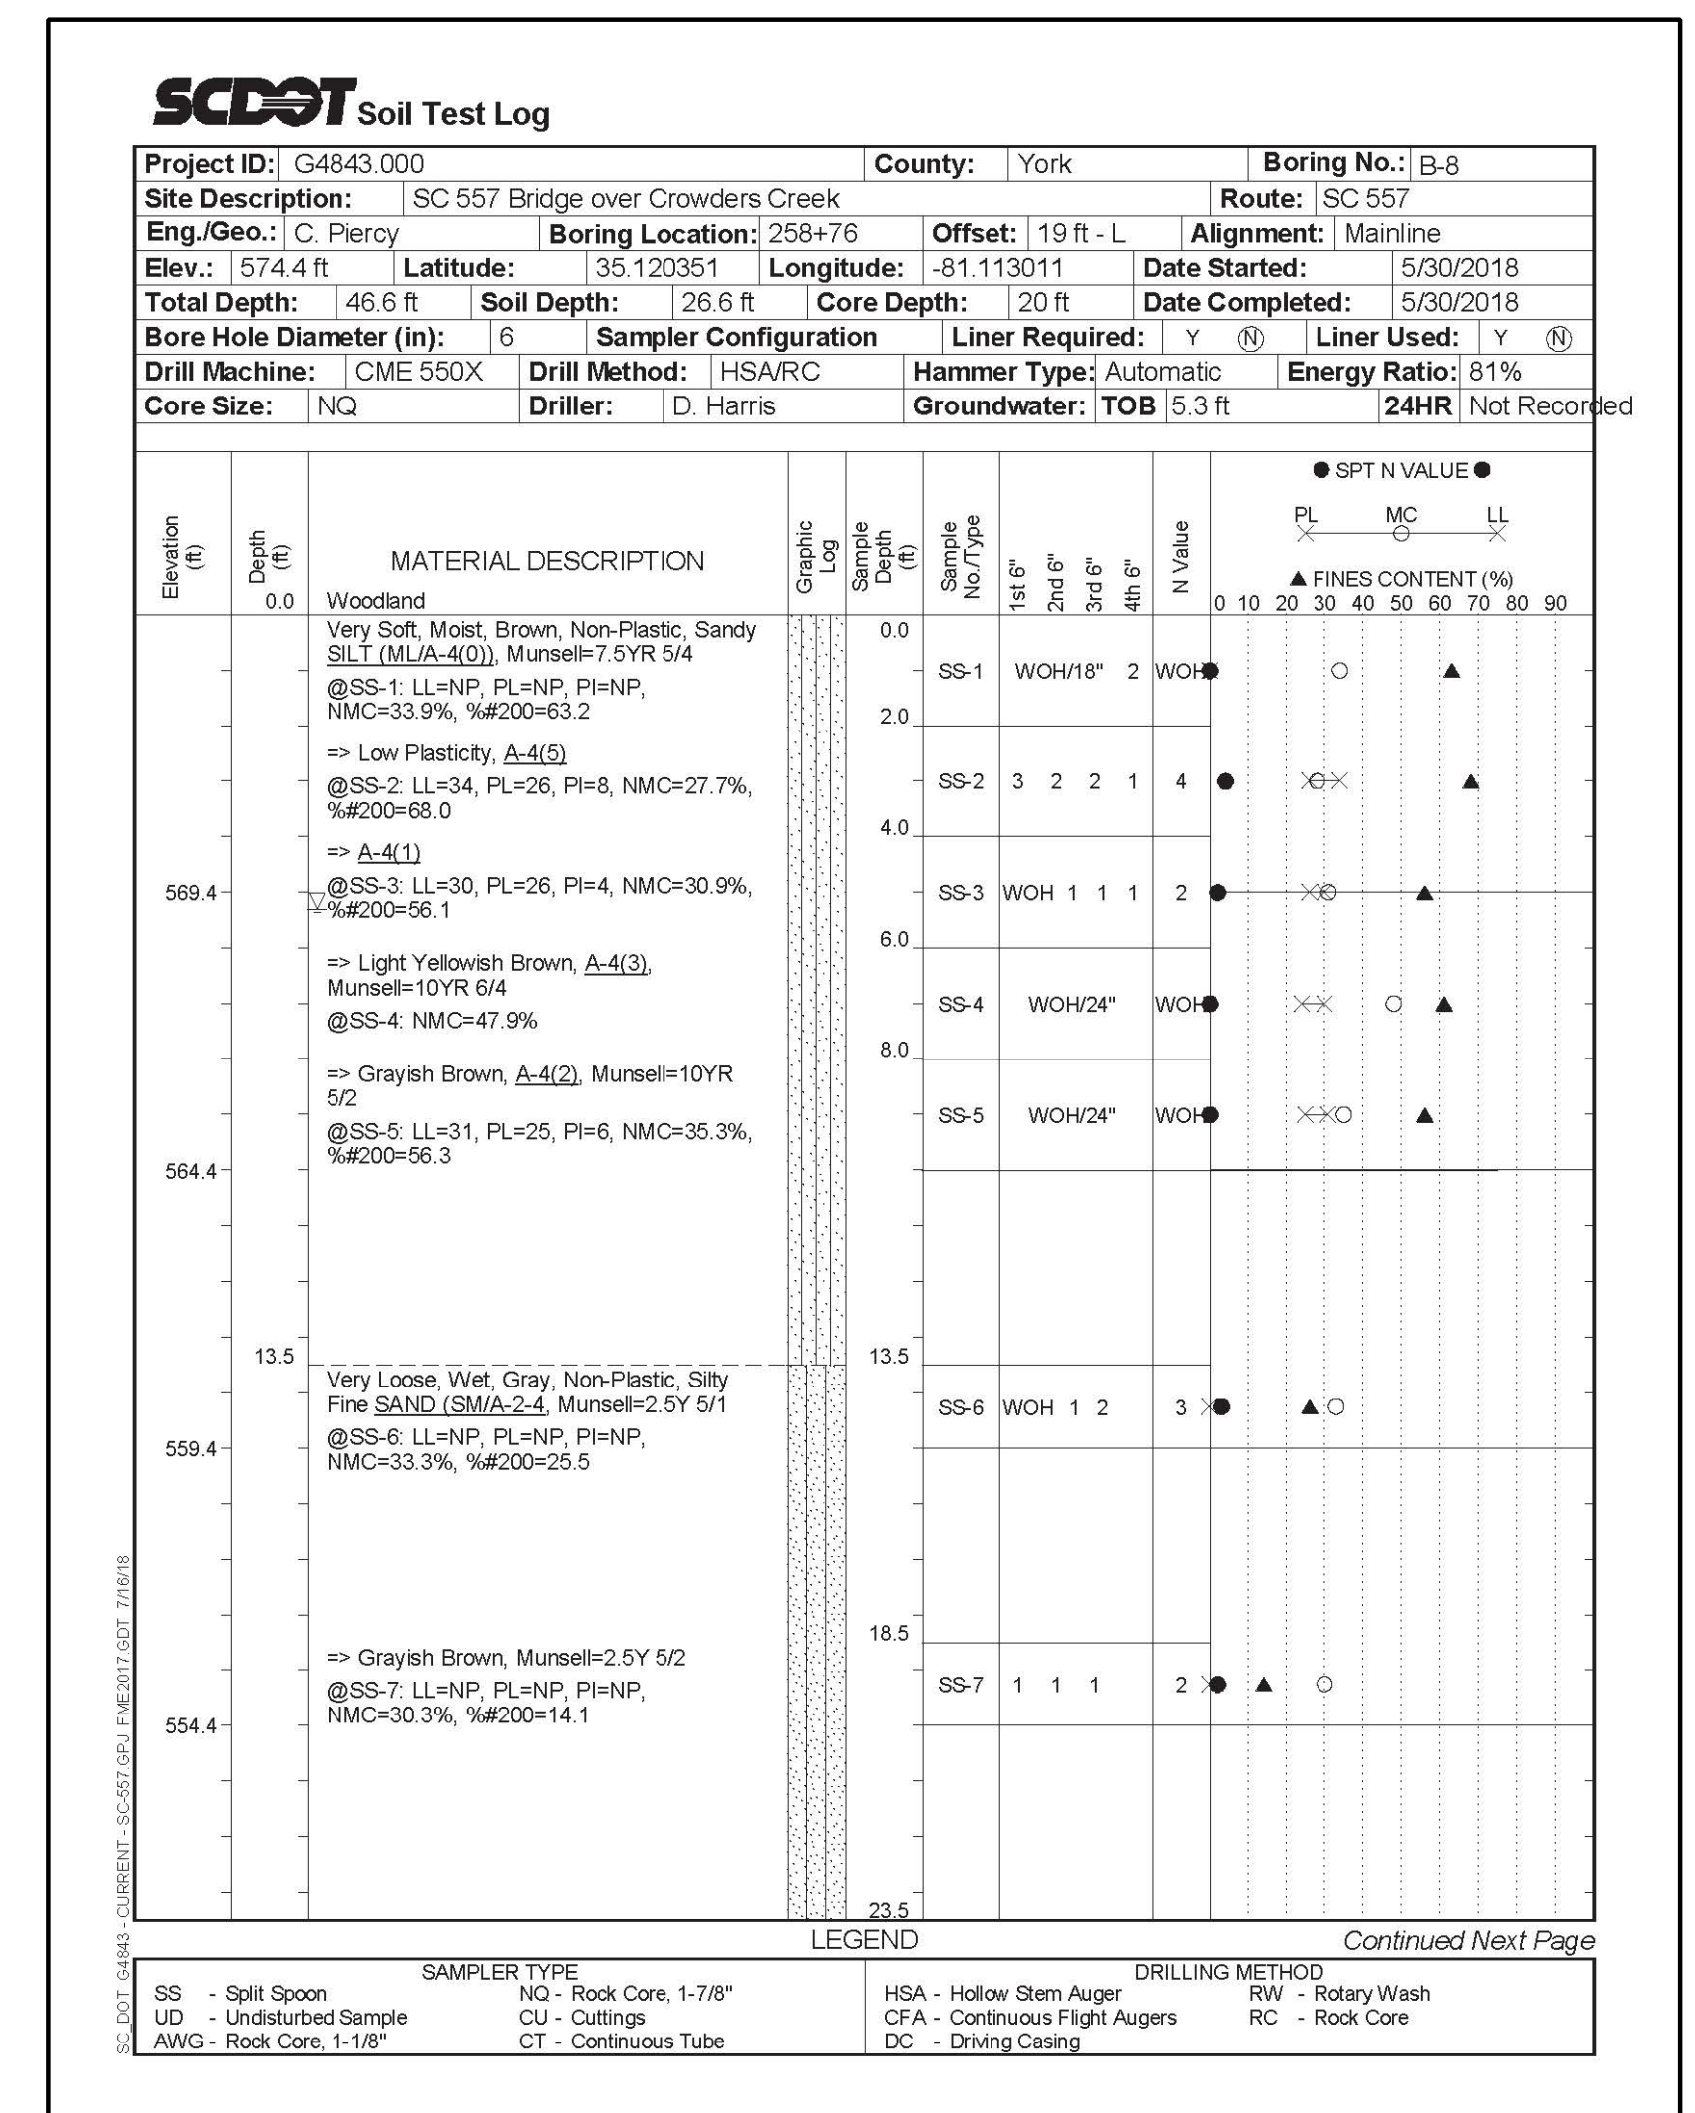 SCDOT Soil Test Log
Project ID: G4843.000 County: York Boring No.: B-8
Site Description: SC 557 Bridge over Crowders Creek Route: SC 557
Eng./Geo.: C. Piercy Boring Location: 258+76 Offset: 19 ft - L Alignment: Mainline
Elev.: 574.4 ft Latitude: 35.120351 Longitude: -81.113011 Date Started: 5/30/2018
Total Depth: 46.6 ft Soil Depth: 26.6 ft Core Depth: 20 ft Date Completed: 5/30/2018
Bore Hole Diameter (in): 6 Sampler Configuration Liner Required: Y N Liner Used: Y N
Drill Machine: CME 550X Drill Method: HSA/RC Hammer Type: Automatic Energy Ratio: 81%
Core Size: NQ Driller: D. Harris Groundwater: TOB 5.3 ft 24HR Not Recorded
Elevation (ft)
Depth (ft)
MATERIAL DESCRIPTION
Graphic Log
Sample Depth (ft)
Sample No./Type
1st 6"
2nd 6"
3rd 6"
4th 6"
N Value
● SPT N VALUE ●
PL MC LL
▲ FINES CONTENT (%)
0 10 20 30 40 50 60 70 80 90
0.0 Woodland
Very Soft, Moist, Brown, Non-Plastic, Sandy
SILT (ML/A-4(0)), Munsell=7.5YR 5/4
@SS-1: LL=NP, PL=NP, PI=NP,
NMC=33.9%, %#200=63.2
0.0
SS-1 WOH/18" 2 WOH
2.0
=> Low Plasticity, A-4(5)
@SS-2: LL=34, PL=26, PI=8, NMC=27.7%,
%#200=68.0
SS-2 3 2 2 1 4
4.0
=> A-4(1)
569.4
@SS-3: LL=30, PL=26, PI=4, NMC=30.9%,
%#200=56.1
SS-3 WOH 1 1 1 2
6.0
=> Light Yellowish Brown, A-4(3),
Munsell=10YR 6/4
@SS-4: NMC=47.9%
SS-4 WOH/24" WOH
8.0
=> Grayish Brown, A-4(2), Munsell=10YR
5/2
@SS-5: LL=31, PL=25, PI=6, NMC=35.3%,
%#200=56.3
SS-5 WOH/24" WOH
564.4
13.5
13.5
Very Loose, Wet, Gray, Non-Plastic, Silty
Fine SAND (SM/A-2-4, Munsell=2.5Y 5/1
@SS-6: LL=NP, PL=NP, PI=NP,
NMC=33.3%, %#200=25.5
SS-6 WOH 1 2 3
559.4
18.5
=> Grayish Brown, Munsell=2.5Y 5/2
@SS-7: LL=NP, PL=NP, PI=NP,
NMC=30.3%, %#200=14.1
SS-7 1 1 1 2
554.4
23.5
LEGEND
Continued Next Page
SAMPLER TYPE
SS - Split Spoon NQ - Rock Core, 1-7/8"
UD - Undisturbed Sample CU - Cuttings
AWG - Rock Core, 1-1/8" CT - Continuous Tube
DRILLING METHOD
HSA - Hollow Stem Auger RW - Rotary Wash
CFA - Continuous Flight Augers RC - Rock Core
DC - Driving Casing
SC_DOT G4843 - CURRENT - SC-557.GPJ FME2017.GDT 7/16/18